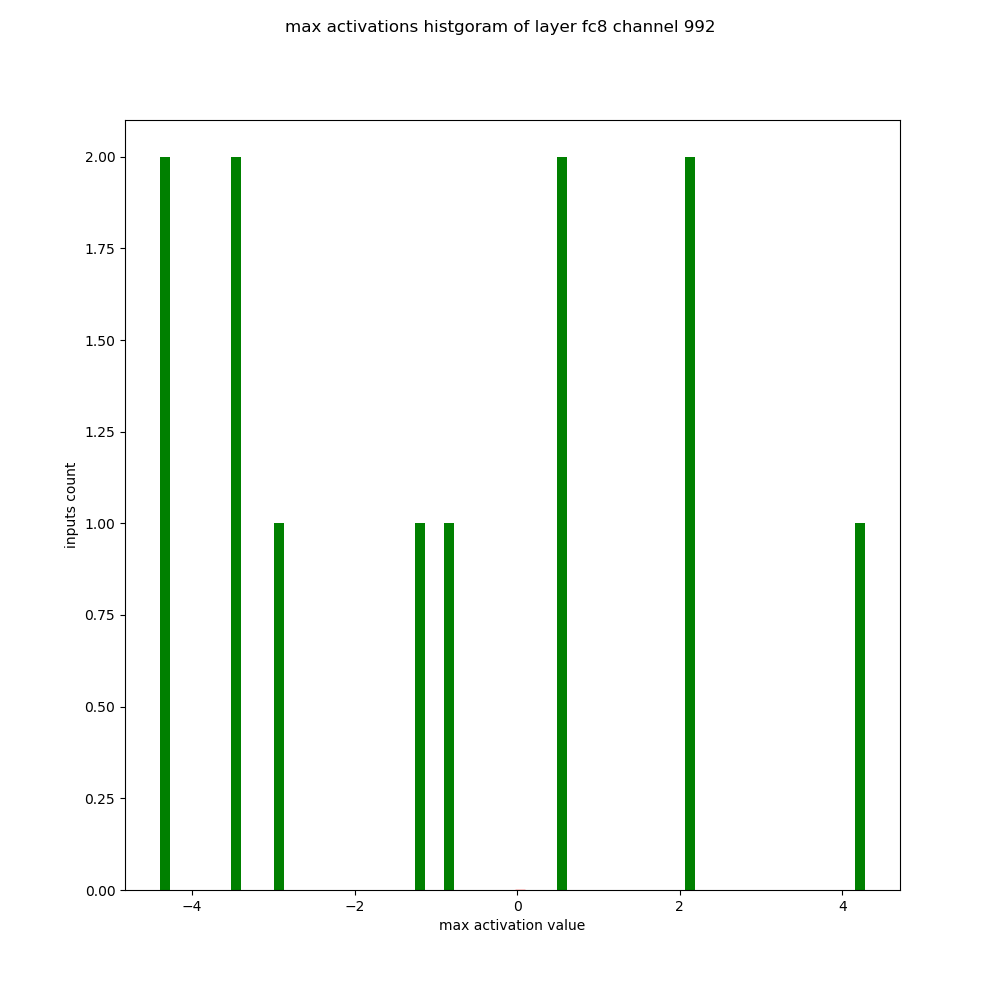 max activations histgoram of layer fc8 channel 992
2.00
1.75
1.50
1.25
1.00
0.75
0.50
0.25
0.00
inputs count
−4 −2 0 2 4
max activation value